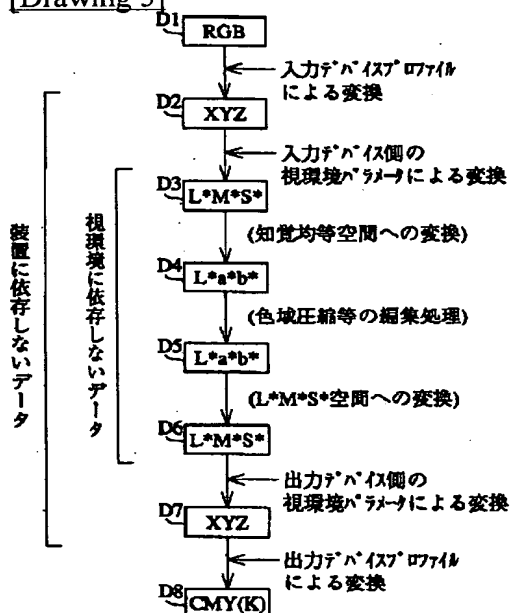 [Drawing 3]
D1
RGB
入力デバイスプロファイル
による変換
D2
XYZ
入力デバイス側の
視環境パラメータによる変換
D3
L*M*S*
(知覚均等空間への変換)
D4
L*a*b*
(色域圧縮等の編集処理)
D5
L*a*b*
(L*M*S*空間への変換)
D6
L*M*S*
出力デバイス側の
視環境パラメータによる変換
D7
XYZ
出力デバイスプロファイル
による変換
D8
CMY(K)
装置に依存しないデータ
視環境に依存しないデータ